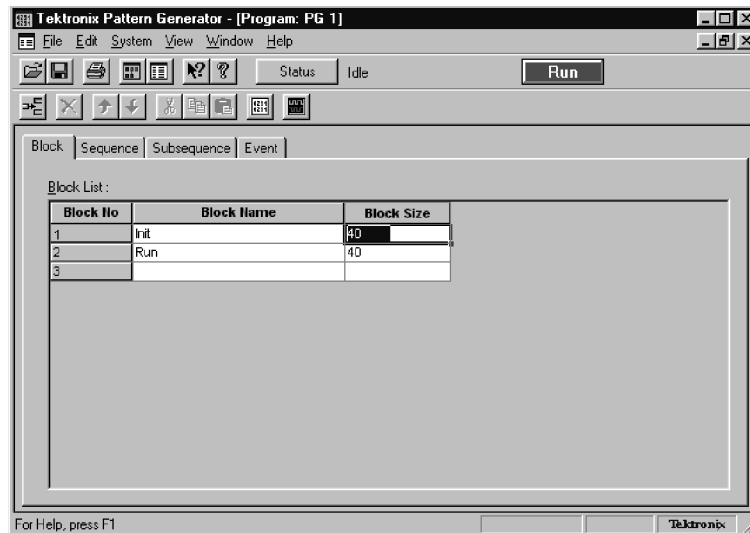 Tektronix Pattern Generator - [Program: PG 1]
File Edit System View Window Help
Status Idle Run
Block Sequence Subsequence Event
Block List :
Block No Block Name Block Size
1 Init 40
2 Run 40
3
For Help, press F1 Tektronix